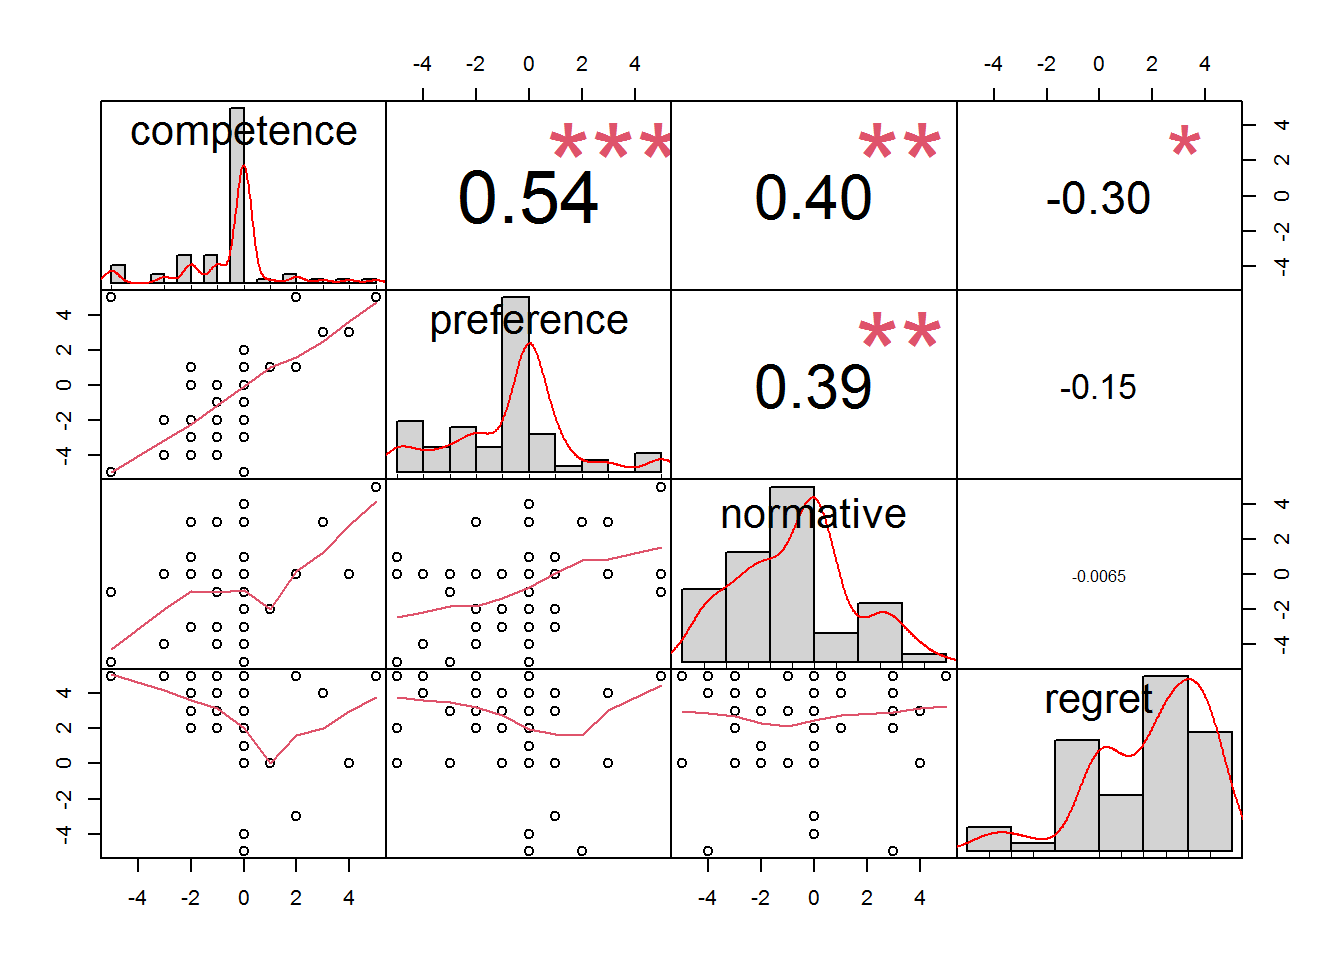 -4 -2 0 2 4 -4 -2 0 2 4
competence *** ** *
0.54 0.40 -0.30
-4 -2 0 2 4
-4 -2 0 2 4
preference **
0.39 -0.15
normative
-0.0065
-4 -2 0 2 4
-4 -2 0 2 4
regret
-4 -2 0 2 4 -4 -2 0 2 4